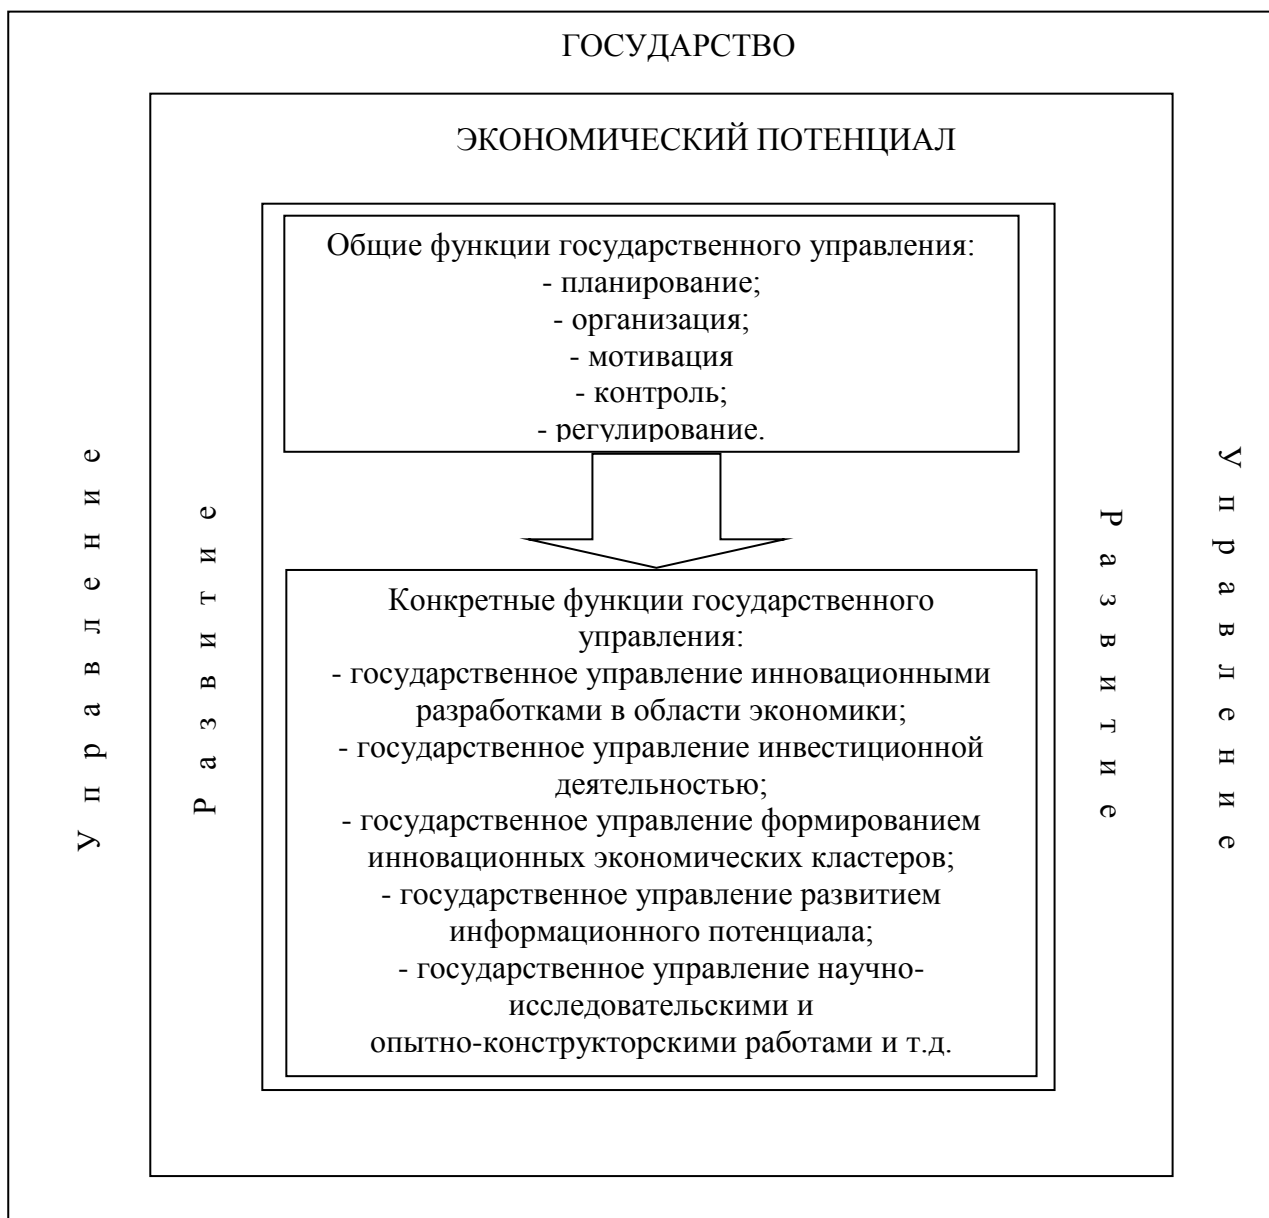 ГОСУДАРСТВО
ЭКОНОМИЧЕСКИЙ ПОТЕНЦИАЛ
Общие функции государственного управления:
- планирование;
- организация;
- мотивация
- контроль;
- регулирование.
Управление
Развитие
Развитие
Управление
Конкретные функции государственного
управления:
- государственное управление инновационными
разработками в области экономики;
- государственное управление инвестиционной
деятельностью;
- государственное управление формированием
инновационных экономических кластеров;
- государственное управление развитием
информационного потенциала;
- государственное управление научно-
исследовательскими и
опытно-конструкторскими работами и т.д.